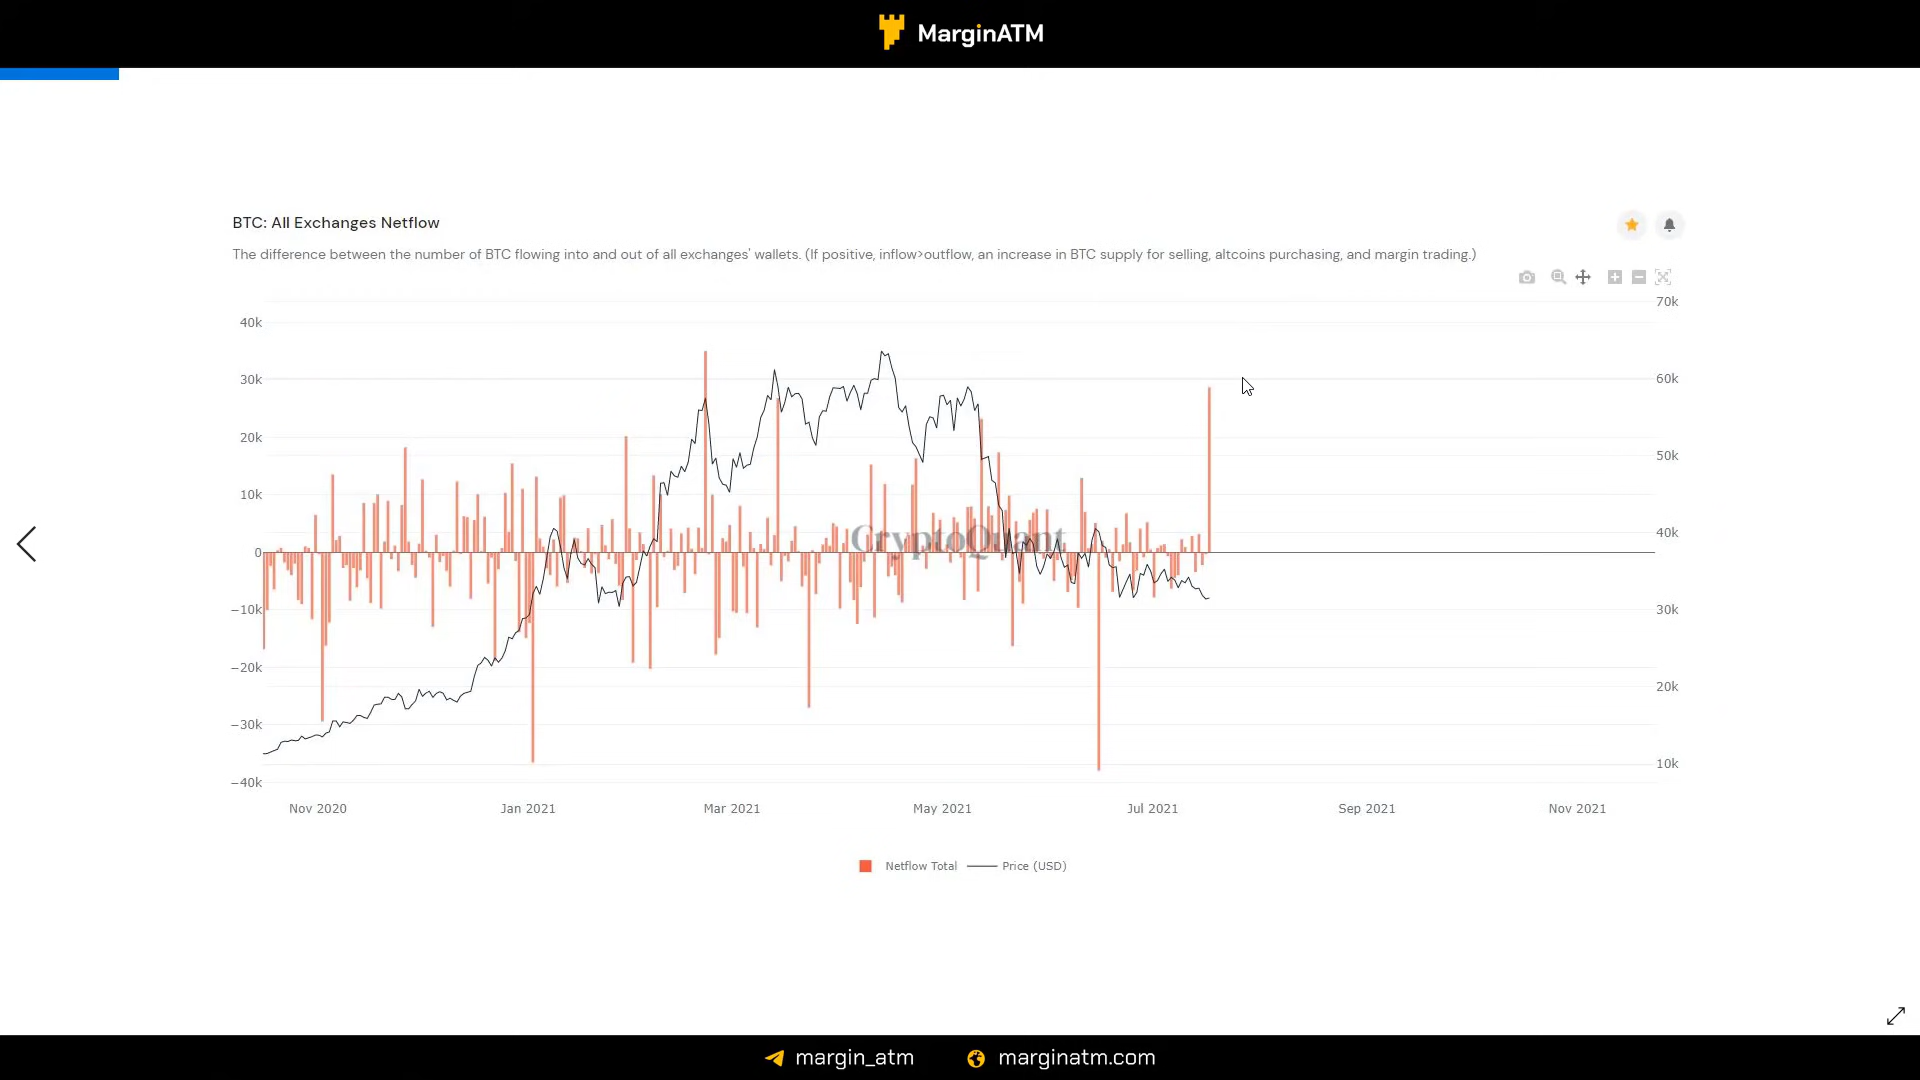 MarginATM
BTC: All Exchanges Netflow
The difference between the number of BTC flowing into and out of all exchanges' wallets. (If positive, inflow>outflow, an increase in BTC supply for selling, altcoins purchasing, and margin trading.)
70k
40k
30k
60k
20k
50k
10k
CryptoQuant
40k
0
−10k
30k
−20k
20k
−30k
10k
−40k
Nov 2020 Jan 2021 Mar 2021 May 2021 Jul 2021 Sep 2021 Nov 2021
Netflow Total Price (USD)
margin_atm marginatm.com